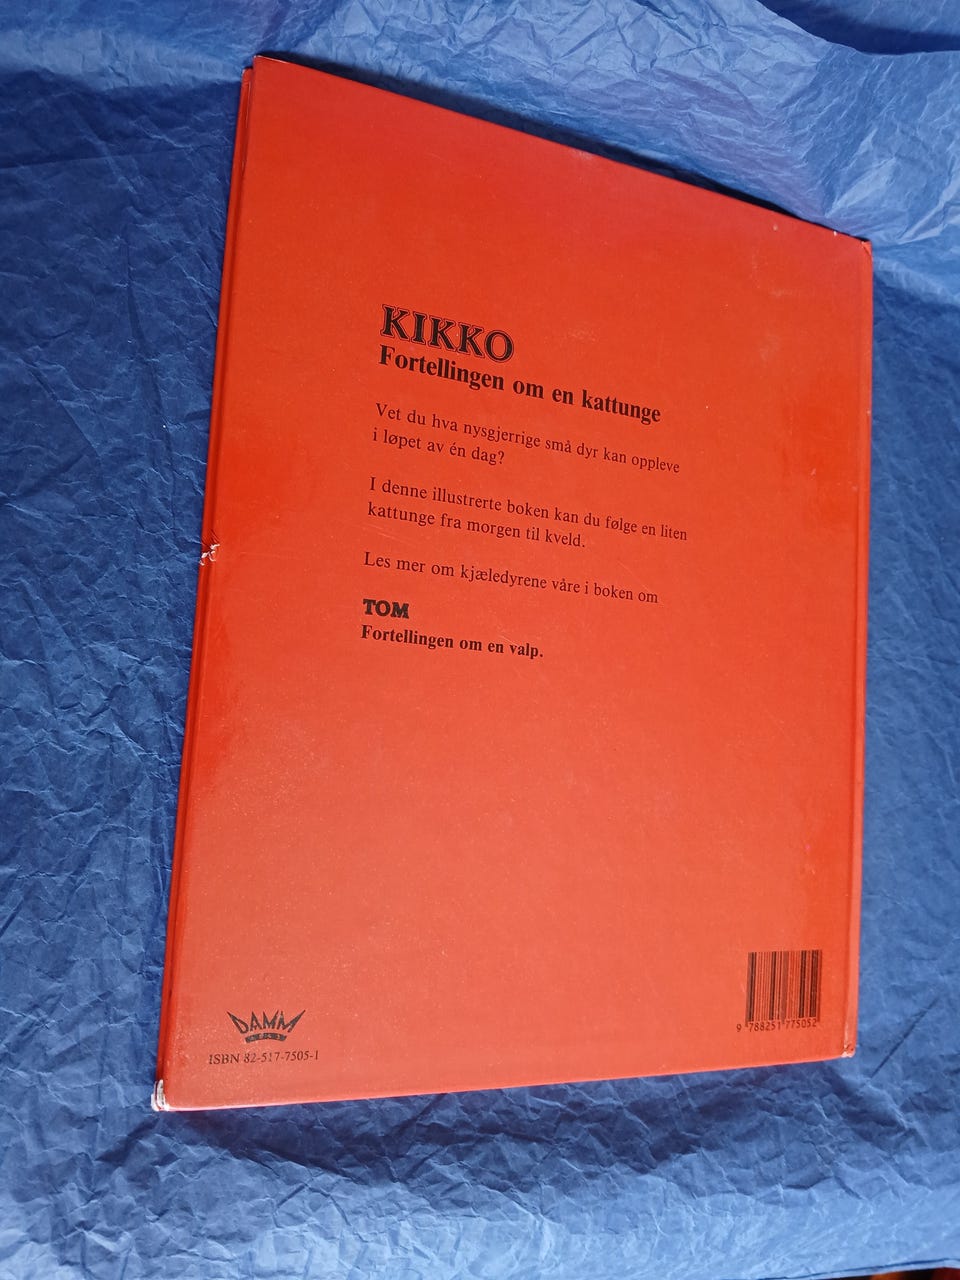 KIKKO
Fortellingen om en kattunge
Vet du hva nysgjerrige små dyr kan oppleve
i løpet av én dag?
I denne illustrerte boken kan du følge en liten
kattunge fra morgen til kveld.
Les mer om kjæledyrene våre i boken om
TOM
Fortellingen om en valp.
DAMM
ISBN 82-517-7505-1
9 788251 775052